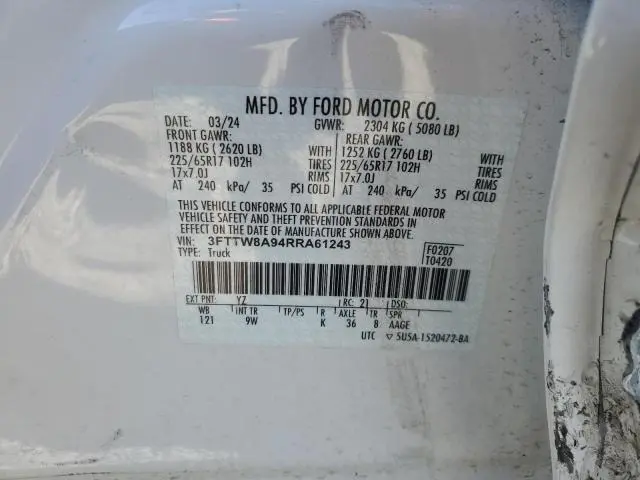 MFD. BY FORD MOTOR CO.
DATE: 03/24 GVWR: 2304 KG ( 5080 LB)
FRONT GAWR: REAR GAWR:
1188 KG ( 2620 LB) WITH 1252 KG ( 2760 LB) WITH
225/65R17 102H TIRES 225/65R17 102H TIRES
17x7.0J RIMS 17x7.0J RIMS
AT 240 kPa/ 35 PSI COLD AT 240 kPa/ 35 PSI COLD
THIS VEHICLE CONFORMS TO ALL APPLICABLE FEDERAL MOTOR
VEHICLE SAFETY AND THEFT PREVENTION STANDARDS IN EFFECT
ON THE DATE OF MANUFACTURE SHOWN ABOVE.
VIN: 3FTTW8A94RRA61243 F0207
TYPE: Truck T0420
EXT PNT: YZ RC: 21 DSO:
WB INT TR TP/PS R AXLE TR SPR
121 9W K 36 8 AAGE
UTC ▽ 5U5A-1520472-BA